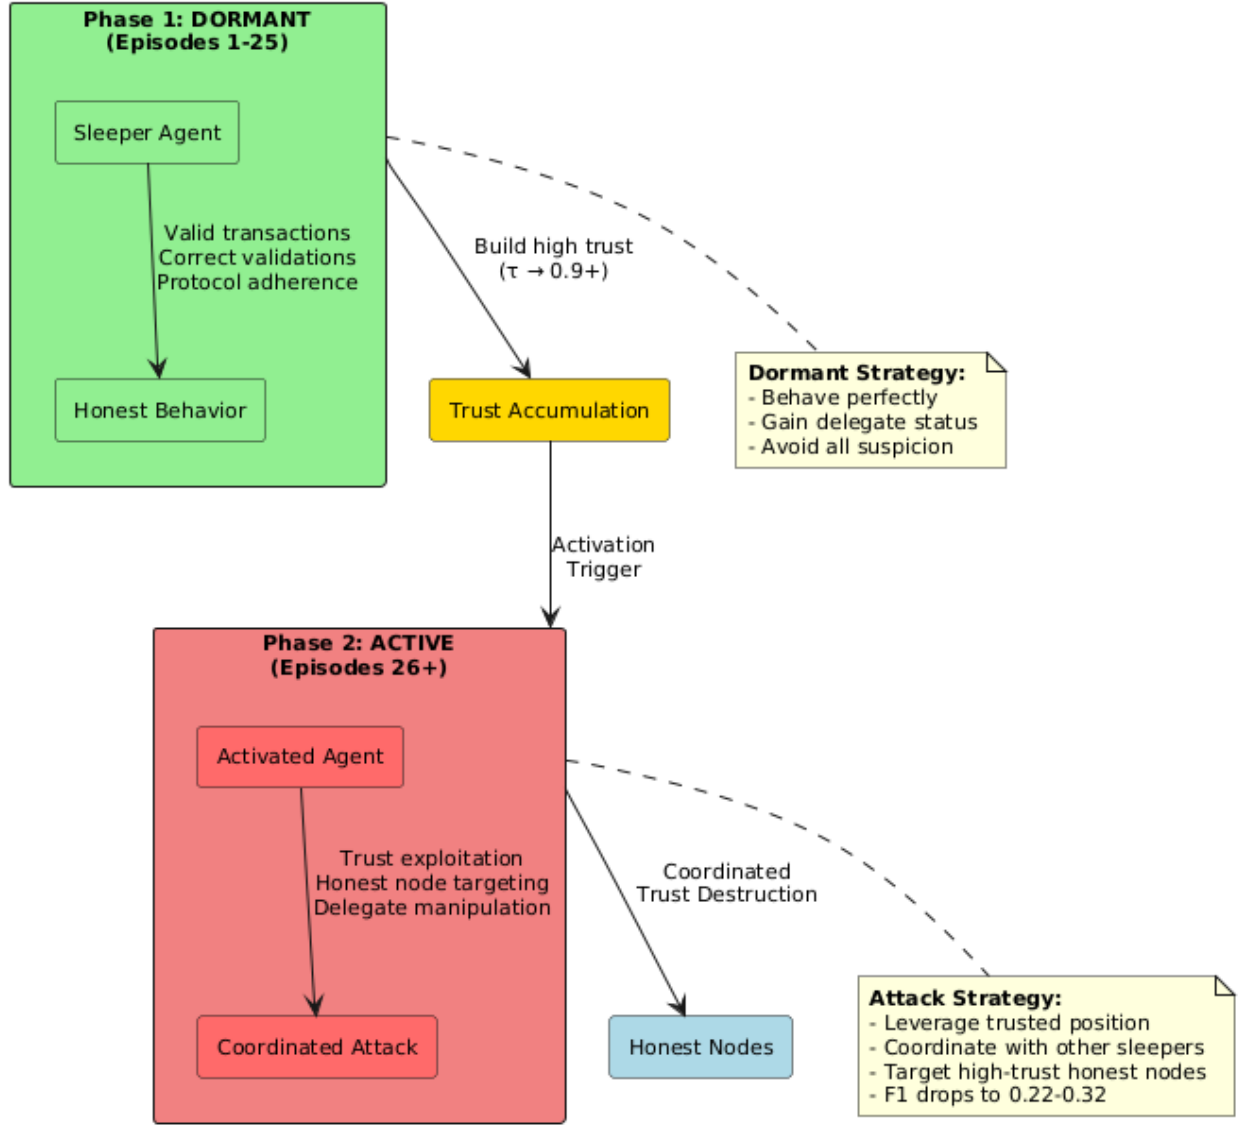 Phase 1: DORMANT
(Episodes 1-25)
Sleeper Agent
Valid transactions
Correct validations
Protocol adherence
Honest Behavior
Build high trust
(τ → 0.9+)
Trust Accumulation
Dormant Strategy:
- Behave perfectly
- Gain delegate status
- Avoid all suspicion
Activation
Trigger
Phase 2: ACTIVE
(Episodes 26+)
Activated Agent
Trust exploitation
Honest node targeting
Delegate manipulation
Coordinated Attack
Coordinated
Trust Destruction
Honest Nodes
Attack Strategy:
- Leverage trusted position
- Coordinate with other sleepers
- Target high-trust honest nodes
- F1 drops to 0.22-0.32